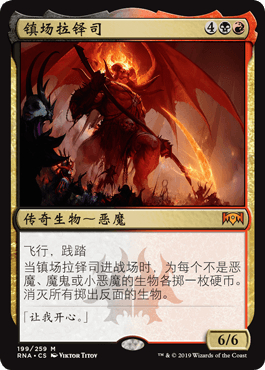 镇场拉铎司 4
传奇生物～恶魔
飞行，践踏
当镇场拉铎司进战场时，为每个不是恶
魔、魔鬼或小恶魔的生物各掷一枚硬币。
消灭所有掷出反面的生物。
「让我开心。」
6/6
199/259 M
RNA • CS VIKTOR TITOV
™ & © 2019 Wizards of the Coast